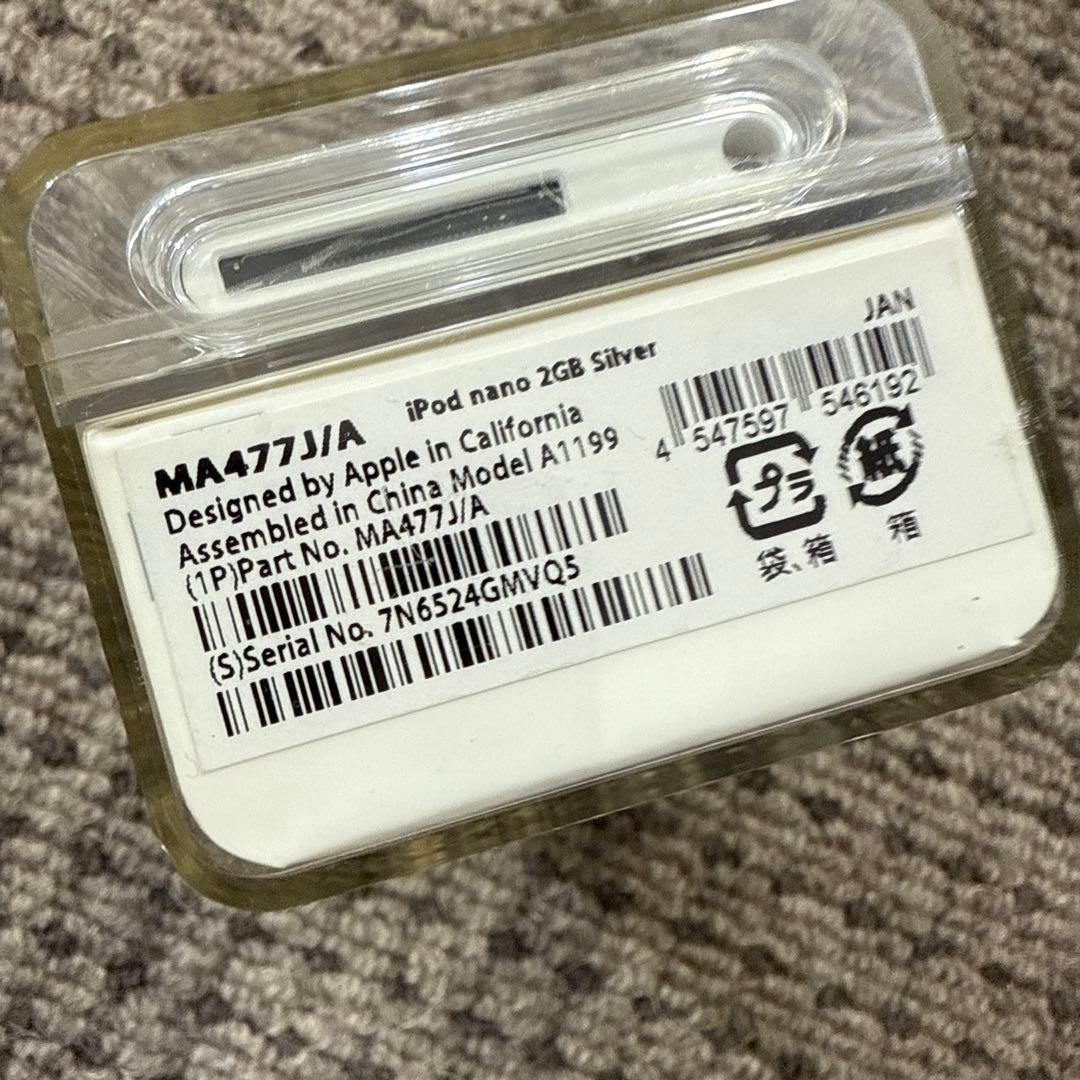 MA477J/A
iPod nano 2GB Silver
Designed by Apple in California
Assembled in China Model A1199
(1P)Part No. MA477J/A
(S)Serial No. 7N6524GMVQ5
JAN
4 547597 546192
プラ
袋、箱
紙
箱